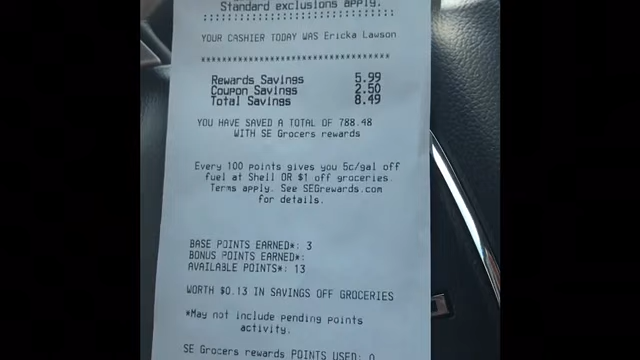 Standard exclusions apply.
::::::::::::::::::::::::::::
YOUR CASHIER TODAY WAS Ericka Lawson
************************************
Rewards Savings 5.99
Coupon Savings 2.50
Total Savings 8.49
YOU HAVE SAVED A TOTAL OF 788.48
WITH SE Grocers rewards
Every 100 points gives you 5c/gal off
fuel at Shell OR $1 off groceries.
Terms apply. See SEGrewards.com
for details.
BASE POINTS EARNED*: 3
BONUS POINTS EARNED*:
AVAILABLE POINTS*: 13
WORTH $0.13 IN SAVINGS OFF GROCERIES
*May not include pending points
activity.
SE Grocers rewards POINTS USED: 0